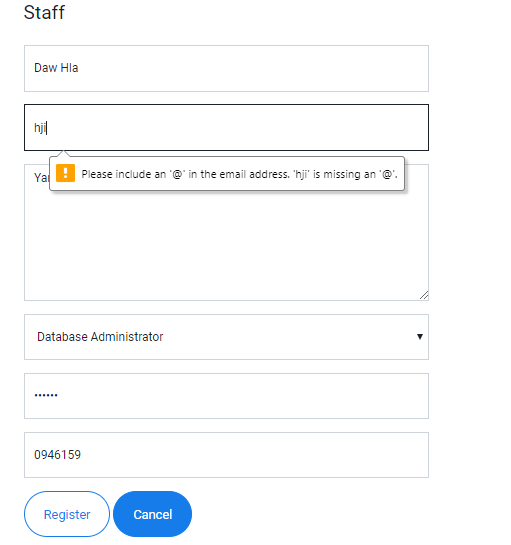 Staff
Daw Hla
hji
Please include an '@' in the email address. 'hji' is missing an '@'.
Database Administrator
••••••
0946159
Register
Cancel